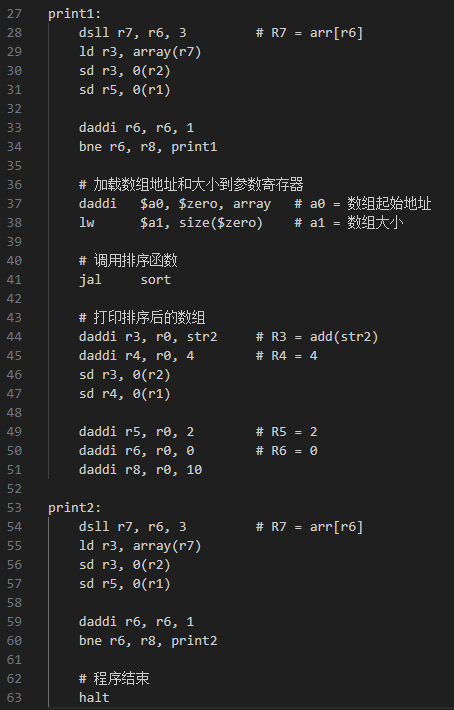 27 print1:
28     dsll r7, r6, 3         # R7 = arr[r6]
29     ld r3, array(r7)
30     sd r3, 0(r2)
31     sd r5, 0(r1)
32
33     daddi r6, r6, 1
34     bne r6, r8, print1
35
36     # 加载数组地址和大小到参数寄存器
37     daddi   $a0, $zero, array   # a0 = 数组起始地址
38     lw      $a1, size($zero)    # a1 = 数组大小
39
40     # 调用排序函数
41     jal     sort
42
43     # 打印排序后的数组
44     daddi r3, r0, str2     # R3 = add(str2)
45     daddi r4, r0, 4        # R4 = 4
46     sd r3, 0(r2)
47     sd r4, 0(r1)
48
49     daddi r5, r0, 2        # R5 = 2
50     daddi r6, r0, 0        # R6 = 0
51     daddi r8, r0, 10
52
53 print2:
54     dsll r7, r6, 3         # R7 = arr[r6]
55     ld r3, array(r7)
56     sd r3, 0(r2)
57     sd r5, 0(r1)
58
59     daddi r6, r6, 1
60     bne r6, r8, print2
61
62     # 程序结束
63     halt